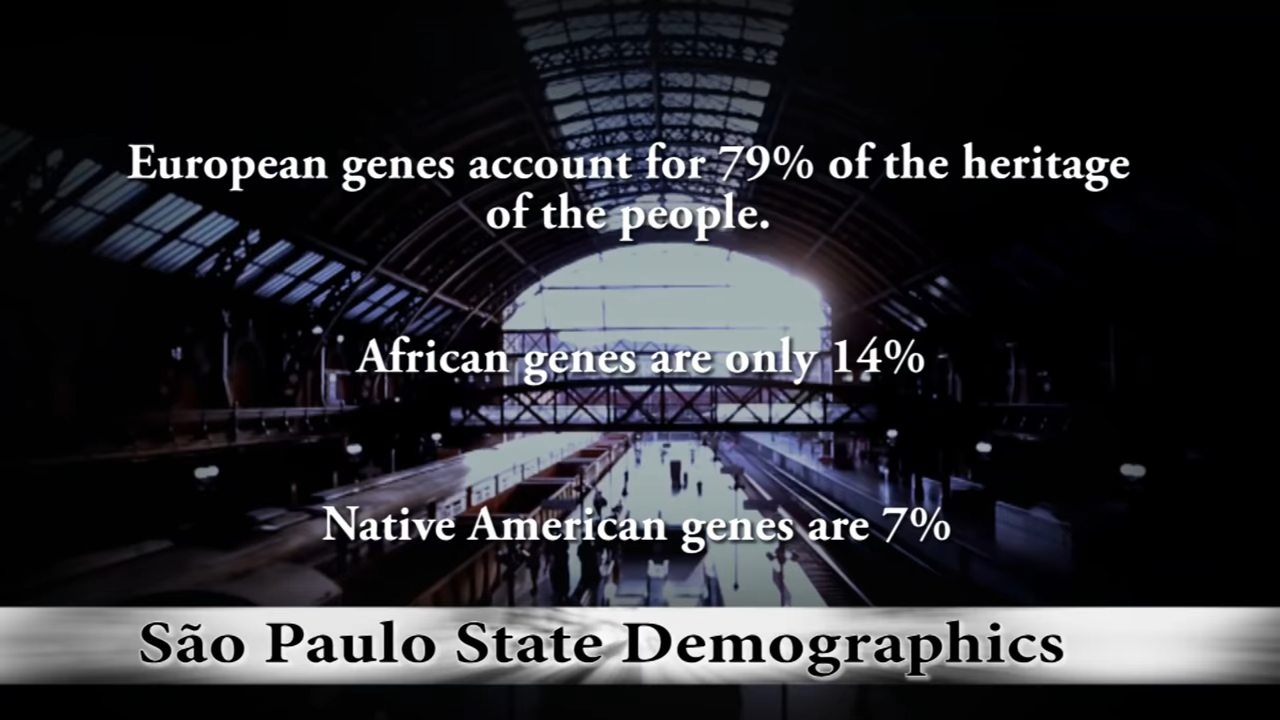 European genes account for 79% of the heritage
of the people.
African genes are only 14%
Native American genes are 7%
São Paulo State Demographics